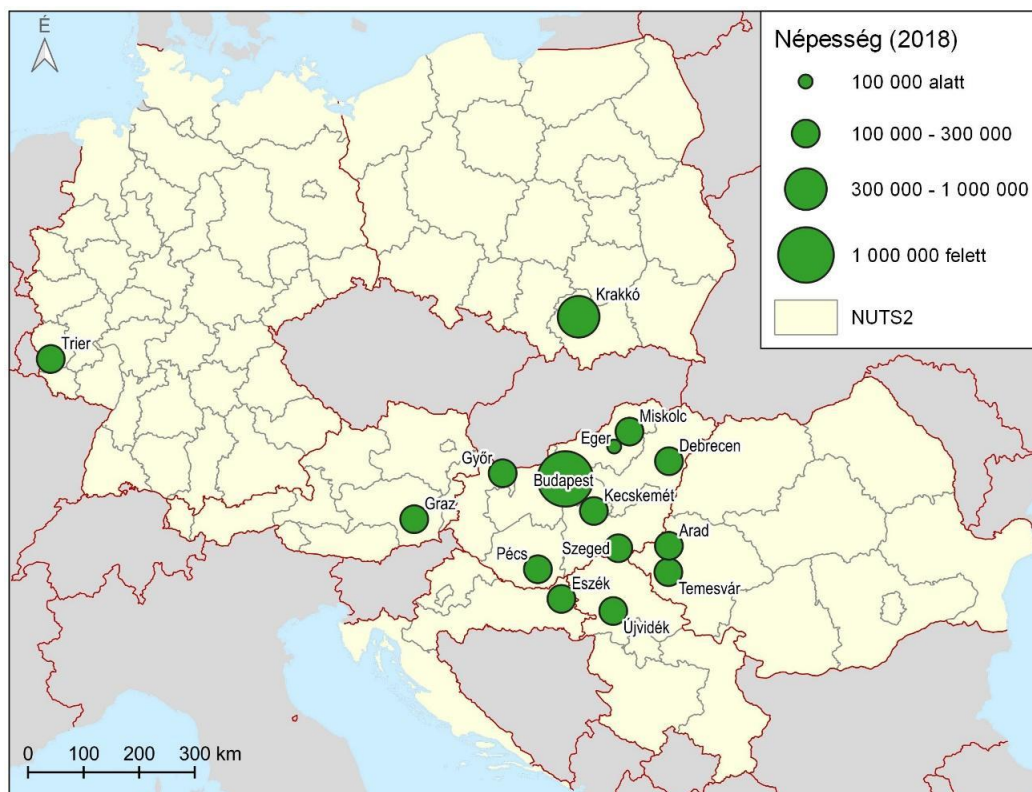 É
Népesség (2018)
100 000 alatt
100 000 - 300 000
300 000 - 1 000 000
1 000 000 felett
NUTS2
Krakkó
Trier
Miskolc
Eger
Debrecen
Győr
Budapest
Kecskemét
Graz
Arad
Szeged
Pécs
Temesvár
Eszék
Újvidék
0 100 200 300 km